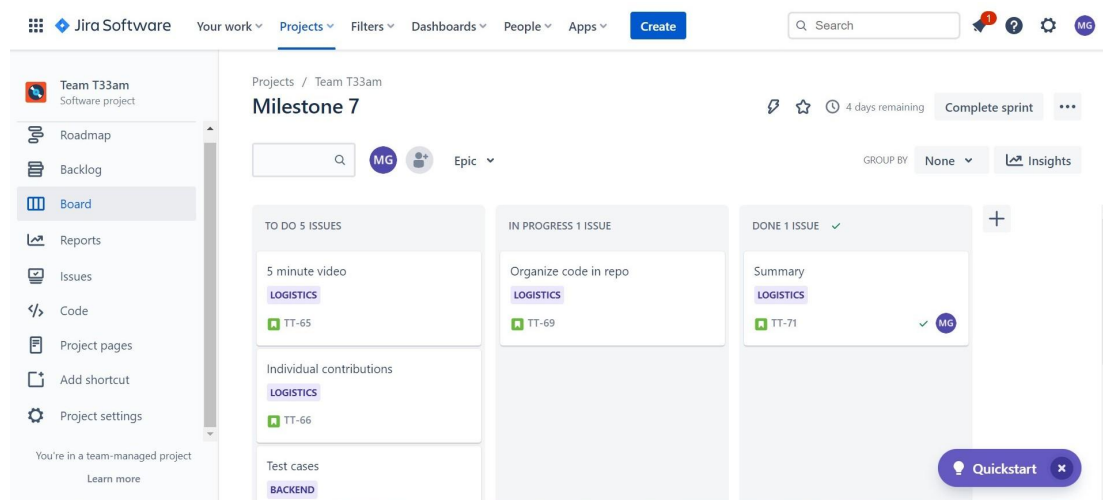 Jira Software Your work Projects Filters Dashboards People Apps Create Search 1 MG
Team T33am
Software project
Roadmap
Backlog
Board
Reports
Issues
Code
Project pages
Add shortcut
Project settings
You're in a team-managed project
Learn more
Projects / Team T33am
Milestone 7
4 days remaining Complete sprint
MG Epic GROUP BY None Insights
TO DO 5 ISSUES
5 minute video
LOGISTICS
TT-65
Individual contributions
LOGISTICS
TT-66
Test cases
BACKEND
IN PROGRESS 1 ISSUE
Organize code in repo
LOGISTICS
TT-69
DONE 1 ISSUE
Summary
LOGISTICS
TT-71 MG
Quickstart